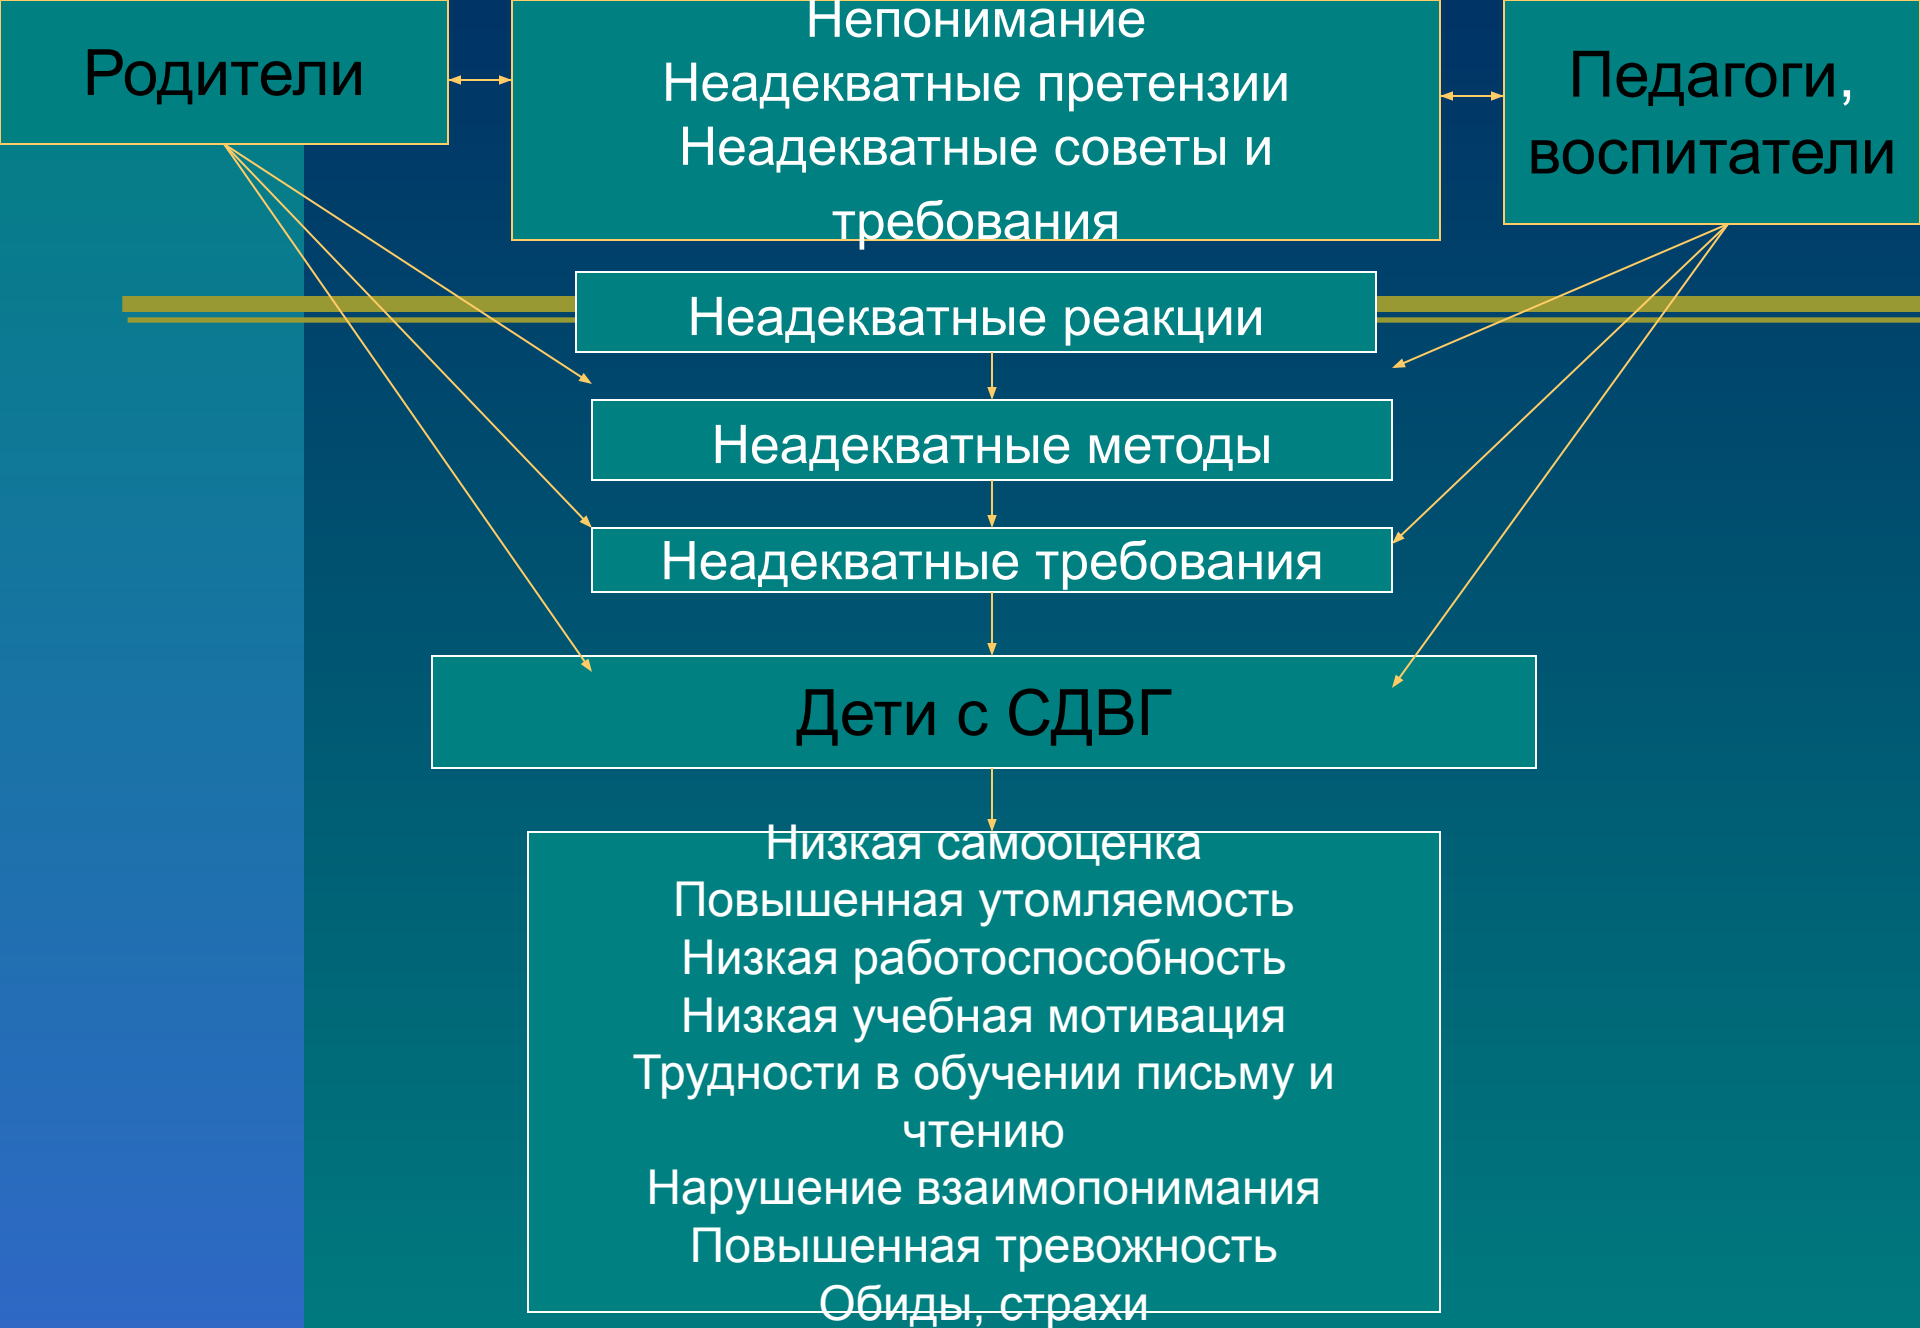 Родители
Непонимание
Неадекватные претензии
Неадекватные советы и
требования
Педагоги,
воспитатели
Неадекватные реакции
Неадекватные методы
Неадекватные требования
Дети с СДВГ
Низкая самооценка
Повышенная утомляемость
Низкая работоспособность
Низкая учебная мотивация
Трудности в обучении письму и
чтению
Нарушение взаимопонимания
Повышенная тревожность
Обиды, страхи